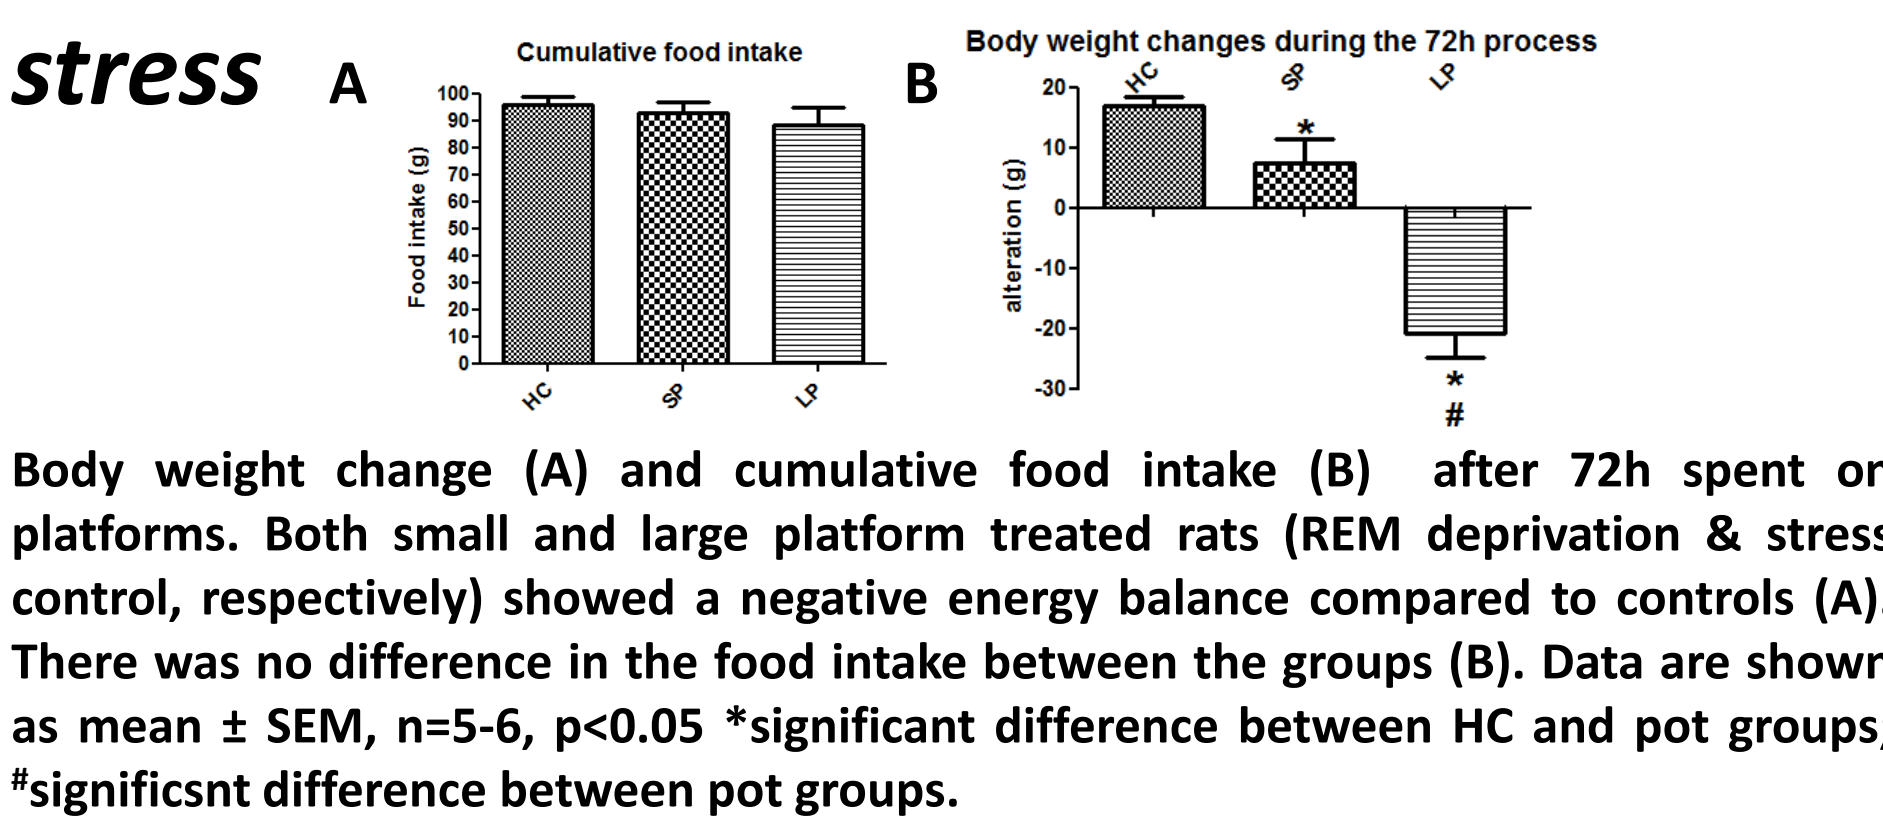 stress
A
Cumulative food intake
Food intake (g)
100
90
80
70
60
50
40
30
20
10
0
HC
SP
LP
B
Body weight changes during the 72h process
HC
SP
LP
alteration (g)
20
10
0
-10
-20
-30
*
*
#
Body weight change (A) and cumulative food intake (B) after 72h spent on
platforms. Both small and large platform treated rats (REM deprivation & stress
control, respectively) showed a negative energy balance compared to controls (A).
There was no difference in the food intake between the groups (B). Data are shown
as mean ± SEM, n=5-6, p<0.05 *significant difference between HC and pot groups;
#significsnt difference between pot groups.